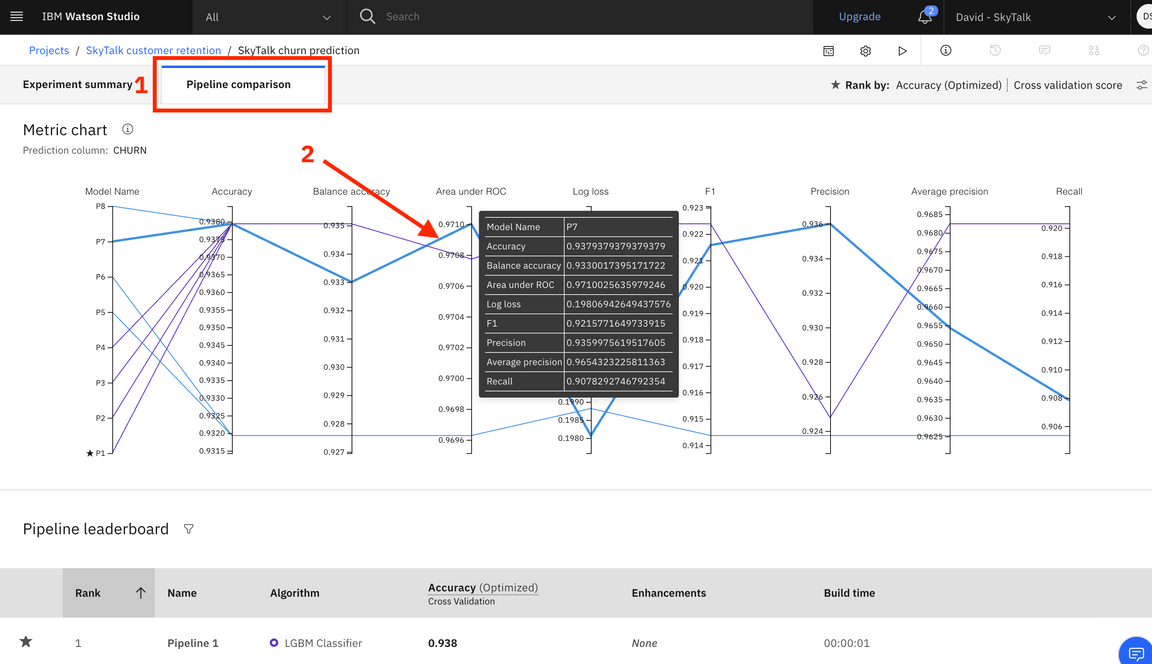 IBM Watson Studio
All
Search
Upgrade
2
David - SkyTalk
DS
Projects / SkyTalk customer retention / SkyTalk churn prediction
Experiment summary
1
Pipeline comparison
Rank by: Accuracy (Optimized) | Cross validation score
Metric chart
Prediction column: CHURN
2
Model Name Accuracy Balance accuracy Area under ROC Log loss F1 Precision Average precision Recall
P8
P7
P6
P5
P4
P3
P2
P1
0.9380
0.9375
0.9370
0.9365
0.9360
0.9355
0.9350
0.9345
0.9340
0.9335
0.9330
0.9325
0.9320
0.9315
0.935
0.934
0.933
0.932
0.931
0.930
0.929
0.928
0.927
0.9710
0.9708
0.9706
0.9704
0.9702
0.9700
0.9698
0.9696
Model Name P7
Accuracy 0.9379379379379379
Balance accuracy 0.9330017395171722
Area under ROC 0.9710025635979246
Log loss 0.19806942649437576
F1 0.9215771649733915
Precision 0.9359975619517605
Average precision 0.9654323225811363
Recall 0.9078292746792354
0.1990
0.1985
0.1980
0.923
0.922
0.921
0.920
0.919
0.918
0.917
0.916
0.915
0.914
0.936
0.934
0.932
0.930
0.928
0.926
0.924
0.9685
0.9680
0.9675
0.9670
0.9665
0.9660
0.9655
0.9650
0.9645
0.9640
0.9635
0.9630
0.9625
0.920
0.918
0.916
0.914
0.912
0.910
0.908
0.906
Pipeline leaderboard
Rank Name Algorithm Accuracy (Optimized) Enhancements Build time
Cross Validation
1 Pipeline 1 LGBM Classifier 0.938 None 00:00:01